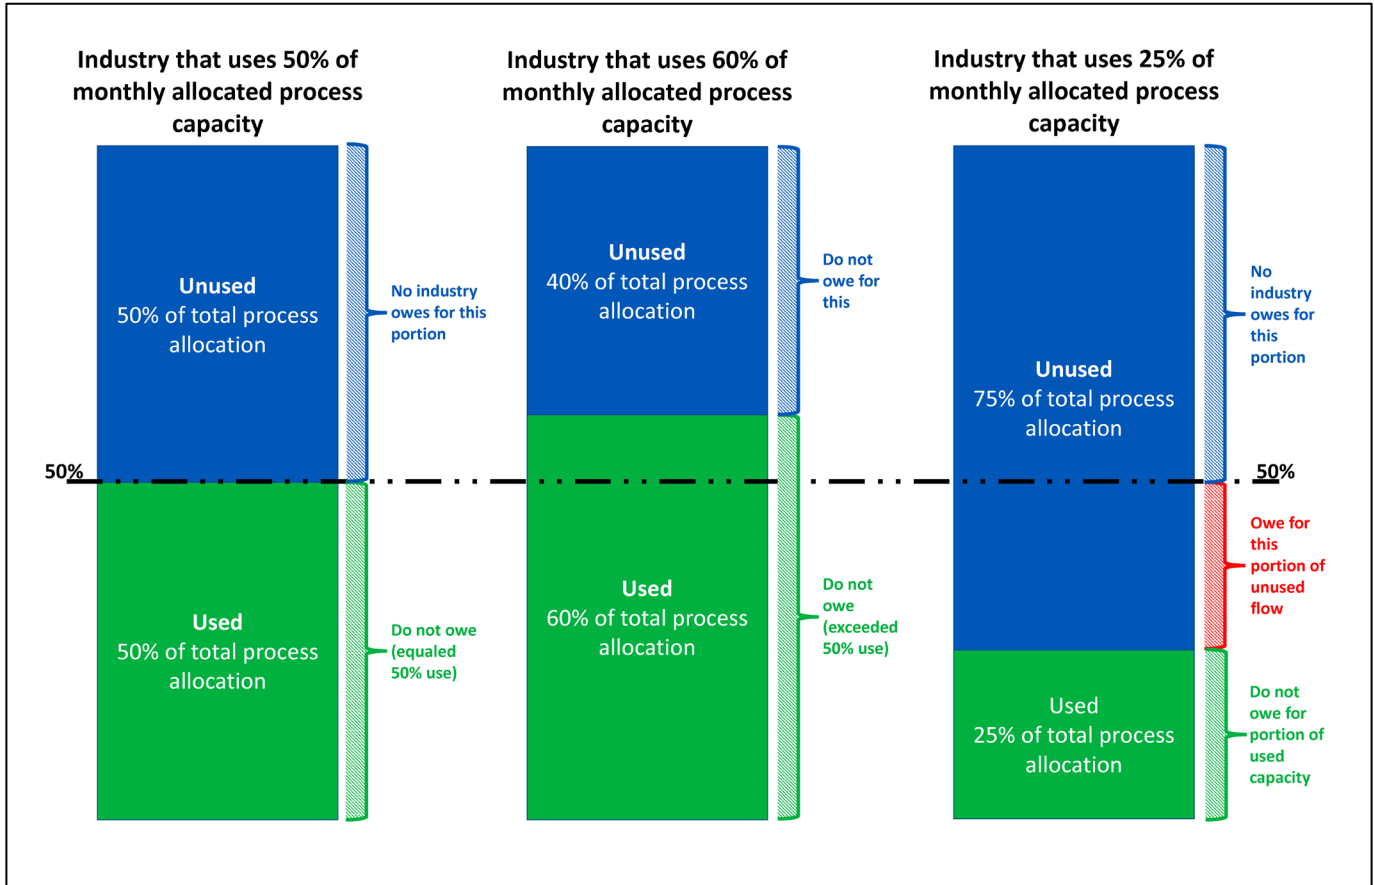 Industry that uses 50% of
monthly allocated process
capacity
Industry that uses 60% of
monthly allocated process
capacity
Industry that uses 25% of
monthly allocated process
capacity
Unused
50% of total process
allocation
No industry
owes for this
portion
Unused
40% of total process
allocation
Do not
owe for
this
Unused
75% of total process
allocation
No
industry
owes for
this
portion
50%
50%
Used
50% of total process
allocation
Do not owe
(equaled
50% use)
Used
60% of total process
allocation
Do not
owe
(exceeded
50% use)
Owe for
this
portion of
unused
flow
Used
25% of total process
allocation
Do not
owe for
portion of
used
capacity